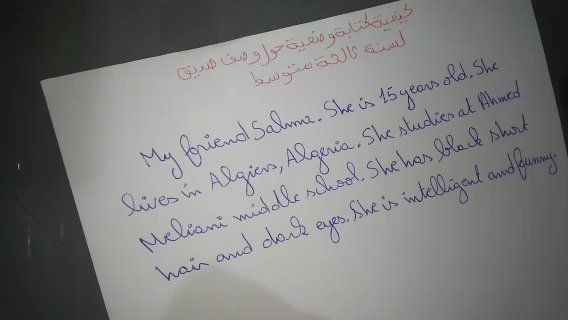 كيفية كتابة وضعية حول وصف صديق
لسنة ثالثة متوسط
My friend Salma. She is 15 years old. She
lives in Algiers, Algeria. She studies at Ahmed
Meliani middle school. She has black short
hair and dark eyes. She is intelligent and funny.